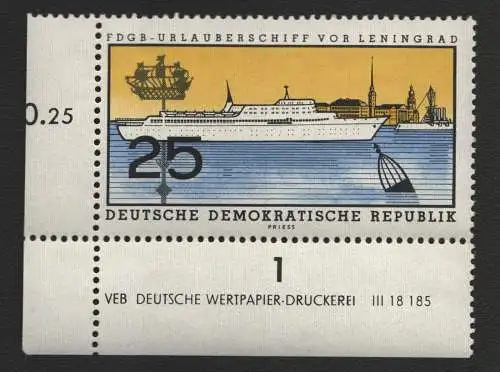 FDGB-URLAUBERSCHIFF VOR LENINGRAD
0.25
25
DEUTSCHE DEMOKRATISCHE REPUBLIK
PRIESS
1
VEB DEUTSCHE WERTPAPIER-DRUCKEREI III 18 185